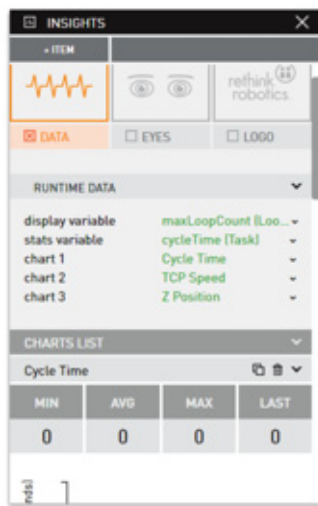 INSIGHTS
+ ITEM
rethink
robotics
DATA
EYES
LOGO
RUNTIME DATA
display variable maxLoopCount (Loo...
stats variable cycleTime (Task)
chart 1 Cycle Time
chart 2 TCP Speed
chart 3 Z Position
CHARTS LIST
Cycle Time
MIN AVG MAX LAST
0 0 0 0
nds)